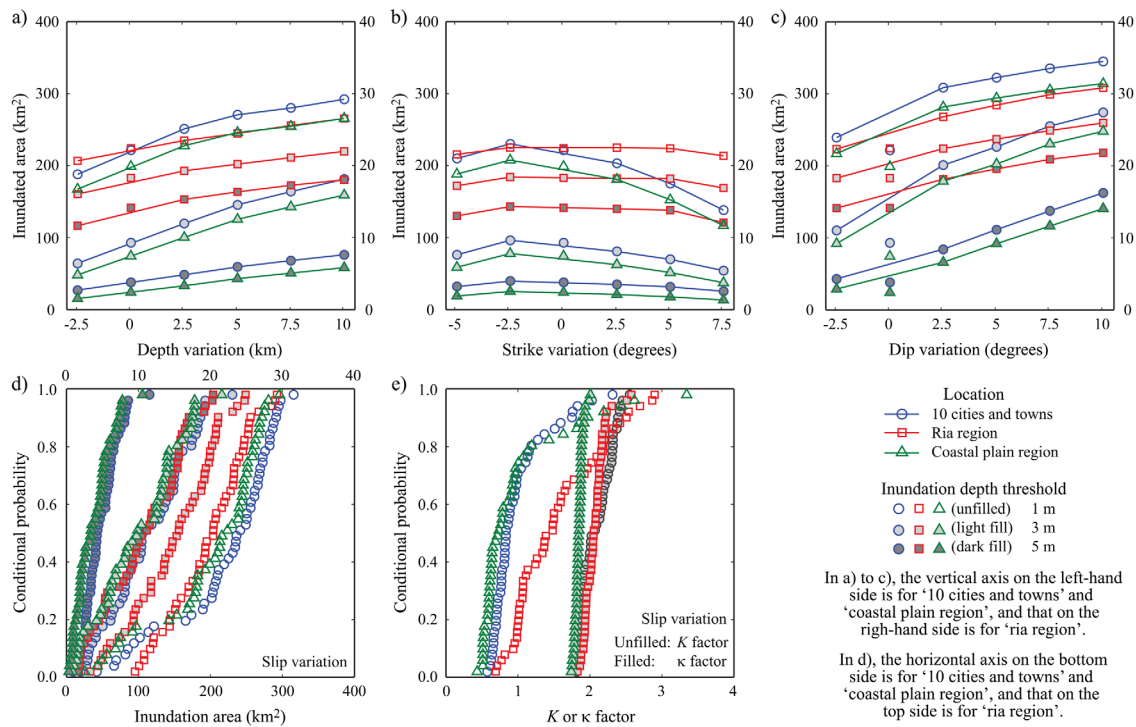 a)
400
300
200
100
0
Inundated area (km2)
40
30
20
10
0
-2.5 0 2.5 5 7.5 10
Depth variation (km)
b)
400
300
200
100
0
Inundated area (km2)
40
30
20
10
0
-5 -2.5 0 2.5 5 7.5
Strike variation (degrees)
c)
400
300
200
100
0
Inundated area (km2)
40
30
20
10
0
-2.5 0 2.5 5 7.5 10
Dip variation (degrees)
d)
0 10 20 30 40
1.0
0.8
0.6
0.4
0.2
0.0
Conditional probability
Slip variation
0 100 200 300 400
Inundation area (km2)
e)
1.0
0.8
0.6
0.4
0.2
0.0
Conditional probability
Slip variation
Unfilled: K factor
Filled: κ factor
0 1 2 3 4
K or κ factor
Location
10 cities and towns
Ria region
Coastal plain region
Inundation depth threshold
(unfilled) 1 m
(light fill) 3 m
(dark fill) 5 m
In a) to c), the vertical axis on the left-hand
side is for ‘10 cities and towns’ and
‘coastal plain region’, and that on the
righ-hand side is for ‘ria region’.
In d), the horizontal axis on the bottom
side is for ‘10 cities and towns’ and
‘coastal plain region’, and that on the
top side is for ‘ria region’.